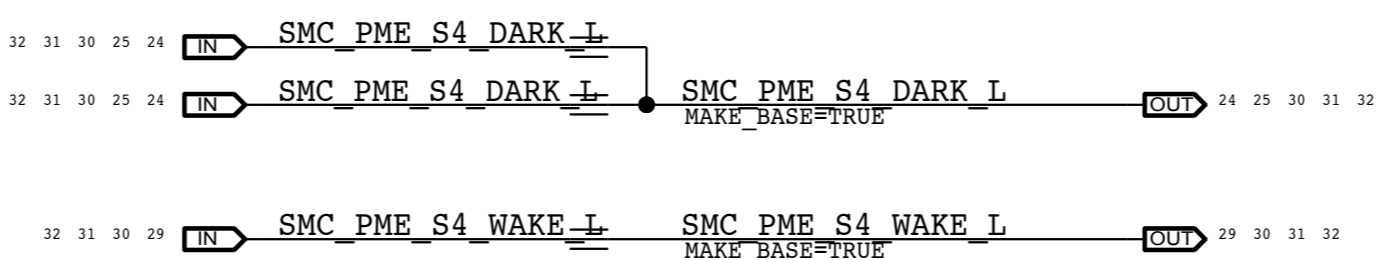 32 31 30 25 24 IN SMC_PME_S4_DARK_L
32 31 30 25 24 IN SMC_PME_S4_DARK_L SMC_PME_S4_DARK_L OUT 24 25 30 31 32
MAKE_BASE=TRUE
32 31 30 29 IN SMC_PME_S4_WAKE_L SMC_PME_S4_WAKE_L OUT 29 30 31 32
MAKE_BASE=TRUE